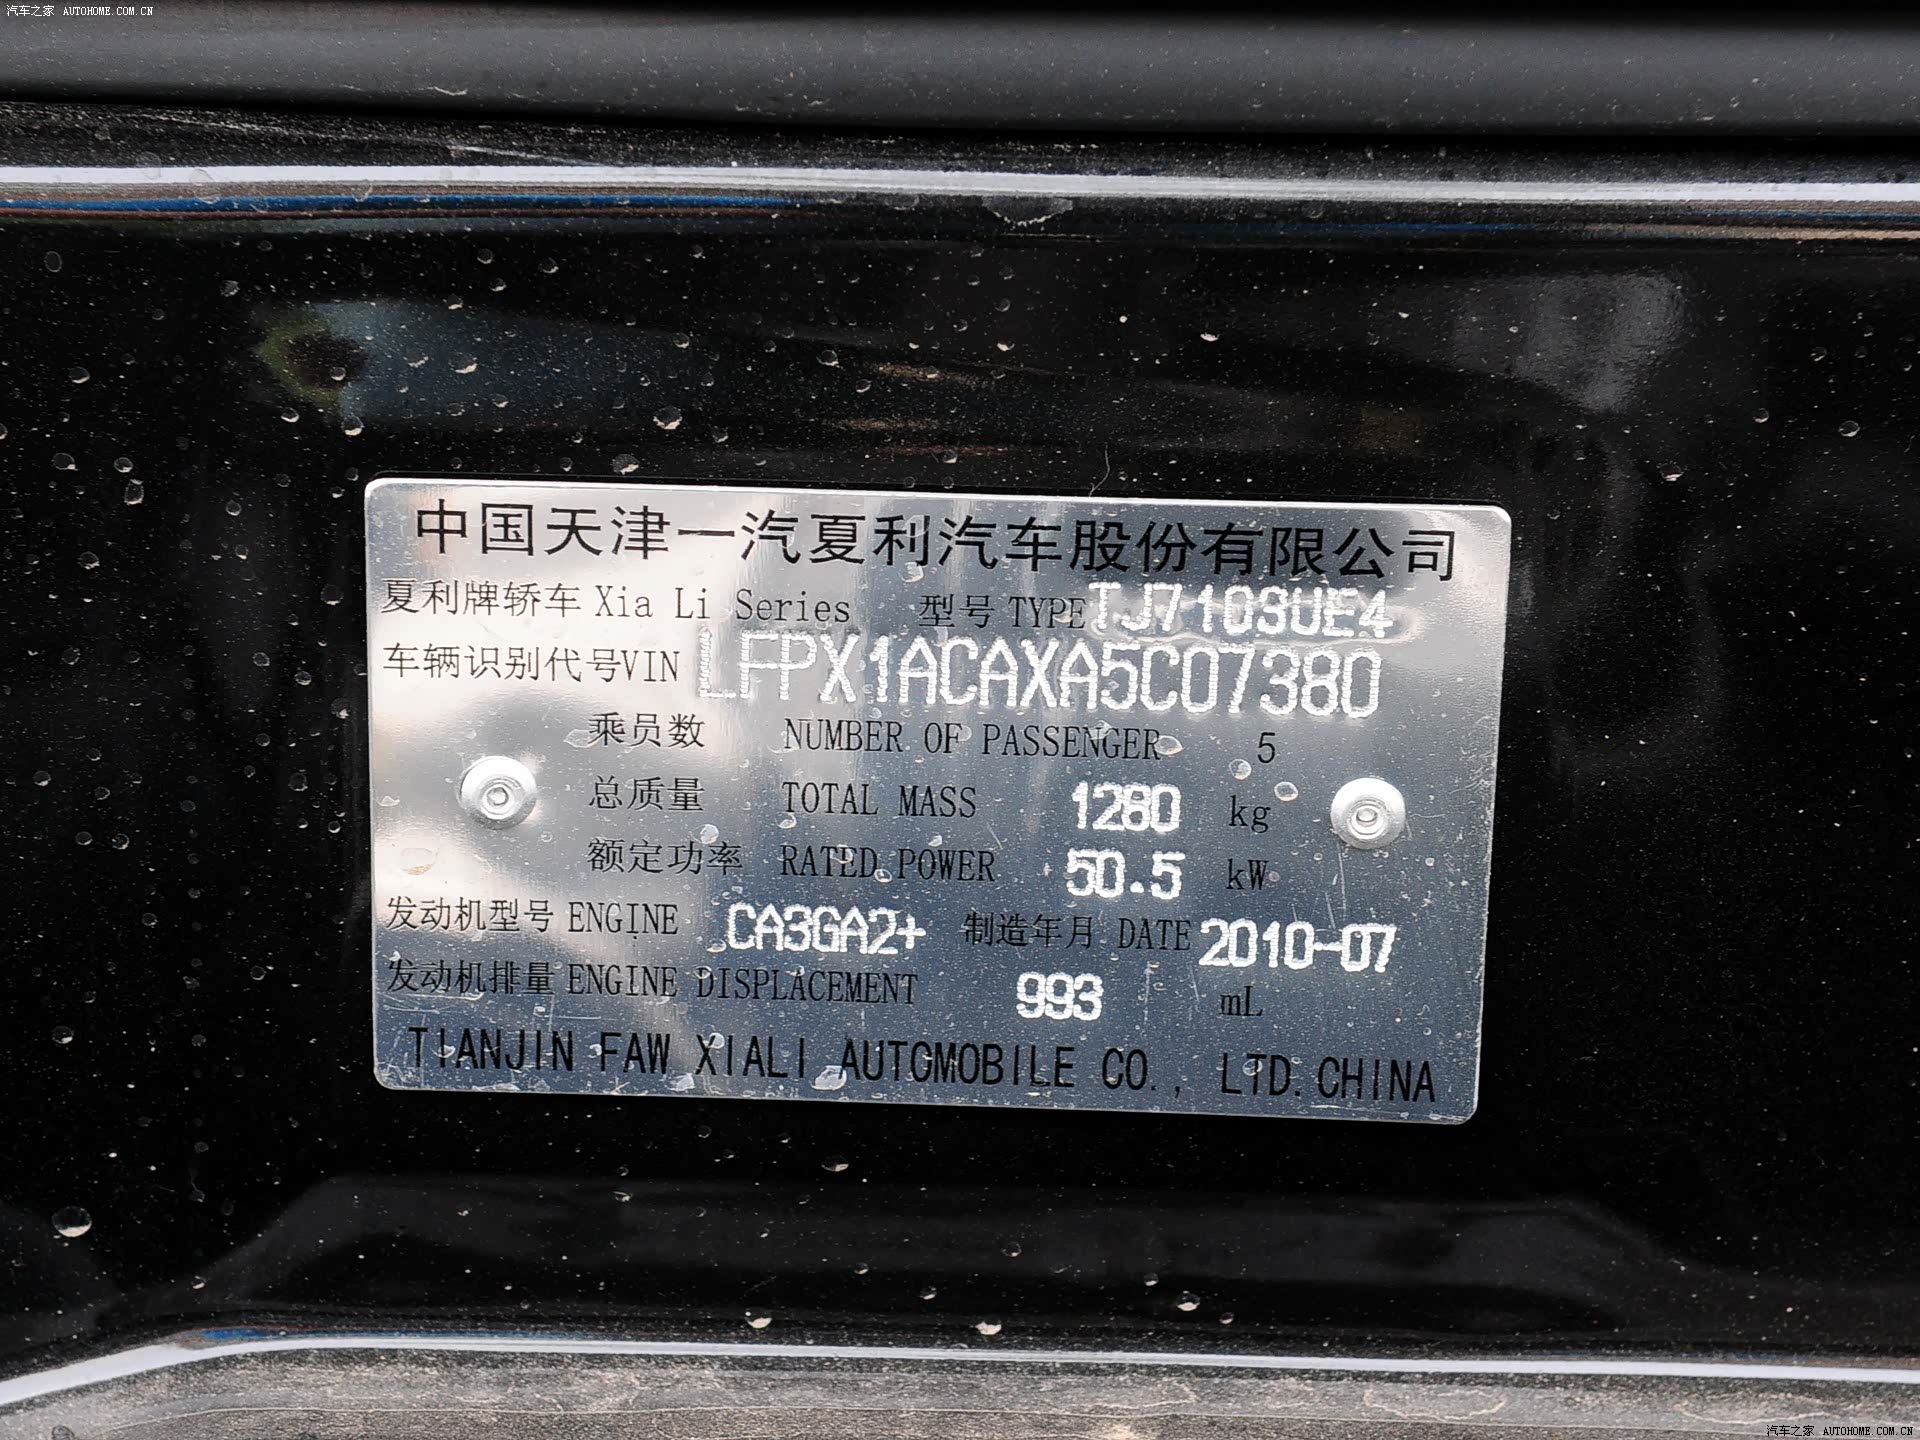 汽车之家 AUTOHOME.COM.CN
中国天津一汽夏利汽车股份有限公司
夏利牌轿车 Xia Li Series 型号 TYPE TJ7103UE4
车辆识别代号VIN LFPX1ACAXA5C07380
乘员数 NUMBER OF PASSENGER 5
总质量 TOTAL MASS 1280 kg
额定功率 RATED POWER 50.5 kW
发动机型号 ENGINE CA3GA2+ 制造年月 DATE 2010-07
发动机排量 ENGINE DISPLACEMENT 993 mL
TIANJIN FAW XIALI AUTOMOBILE CO., LTD.CHINA
汽车之家 AUTOHOME.COM.CN